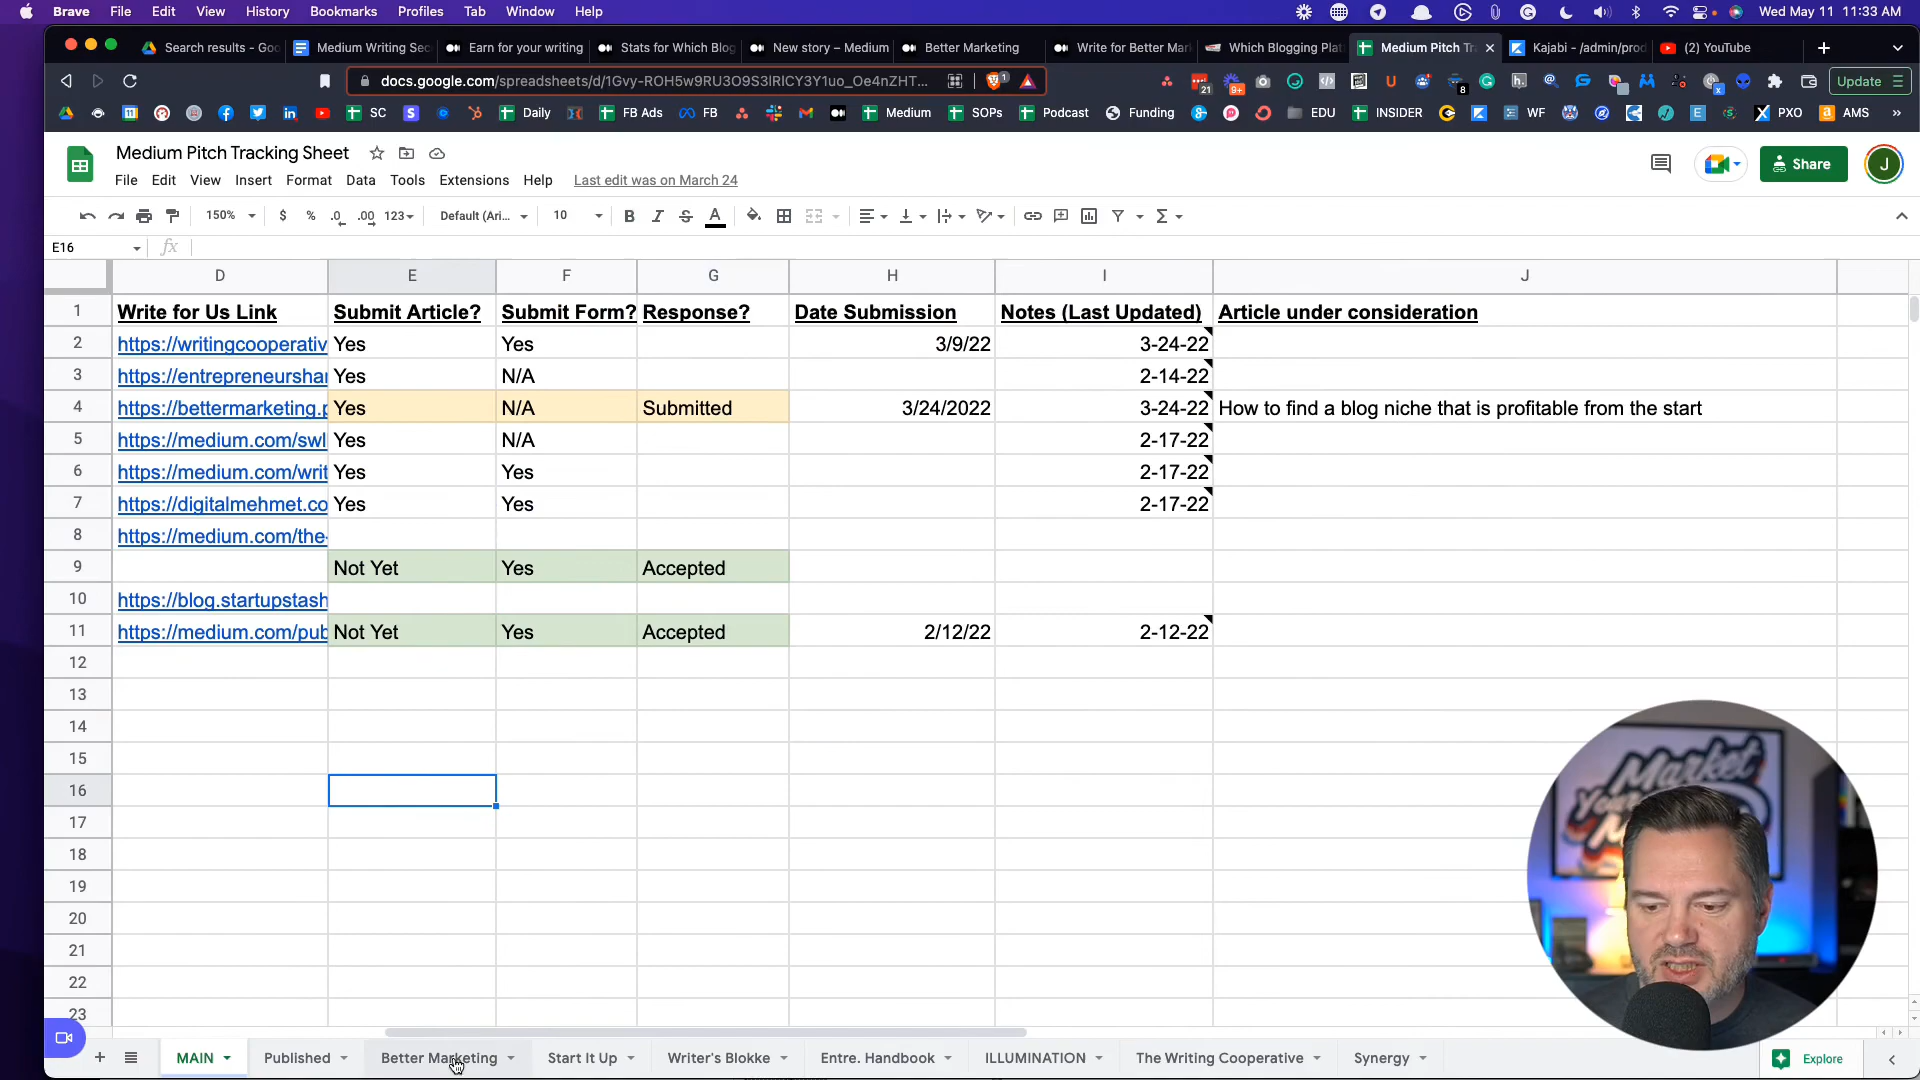 Brave File Edit View History Bookmarks Profiles Tab Window Help Wed May 11 11:33 AM
Search results - Goo Medium Writing Sec Earn for your writing Stats for Which Blog New story – Medium Better Marketing Write for Better Mar Which Blogging Plat Medium Pitch Tr Kajabi - /admin/prod (2) YouTube
docs.google.com/spreadsheets/d/1Gvy-ROH5w9RU3O9S3lRlCY3Y1uo_Oe4nZHT... Update
SC Daily FB Ads FB Medium SOPs Podcast Funding EDU INSIDER WF PXO AMS »
Medium Pitch Tracking Sheet
Share J
File Edit View Insert Format Data Tools Extensions Help Last edit was on March 24
150% $ % .0 .00 123 Default (Ari... 10
E16 fx
D E F G H I J
1 Write for Us Link Submit Article? Submit Form? Response? Date Submission Notes (Last Updated) Article under consideration
2 https://writingcooperativ Yes Yes 3/9/22 3-24-22
3 https://entrepreneurshar Yes N/A 2-14-22
4 https://bettermarketing.p Yes N/A Submitted 3/24/2022 3-24-22 How to find a blog niche that is profitable from the start
5 https://medium.com/swl Yes N/A 2-17-22
6 https://medium.com/writ Yes Yes 2-17-22
7 https://digitalmehmet.co Yes Yes 2-17-22
8 https://medium.com/the-
9 Not Yet Yes Accepted
10 https://blog.startupstash
11 https://medium.com/pub Not Yet Yes Accepted 2/12/22 2-12-22
12
13
14
15
16
17
18
19
20
21
22
23
Market
MAIN Published Better Marketing Start It Up Writer's Blokke Entre. Handbook ILLUMINATION The Writing Cooperative Synergy Explore